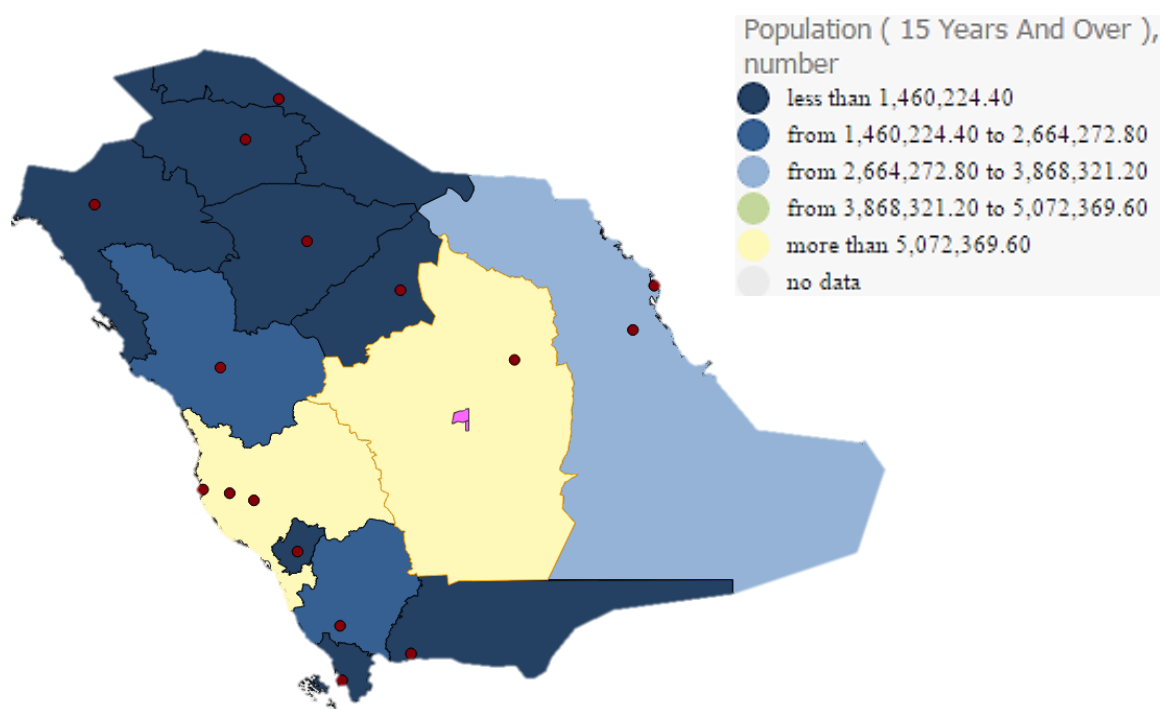 Population ( 15 Years And Over ),
number
less than 1,460,224.40
from 1,460,224.40 to 2,664,272.80
from 2,664,272.80 to 3,868,321.20
from 3,868,321.20 to 5,072,369.60
more than 5,072,369.60
no data